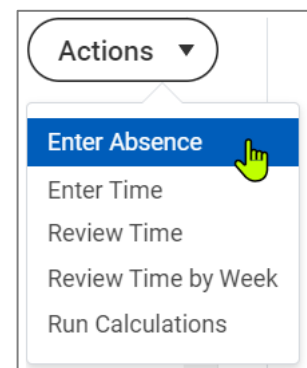 Actions
Enter Absence
Enter Time
Review Time
Review Time by Week
Run Calculations